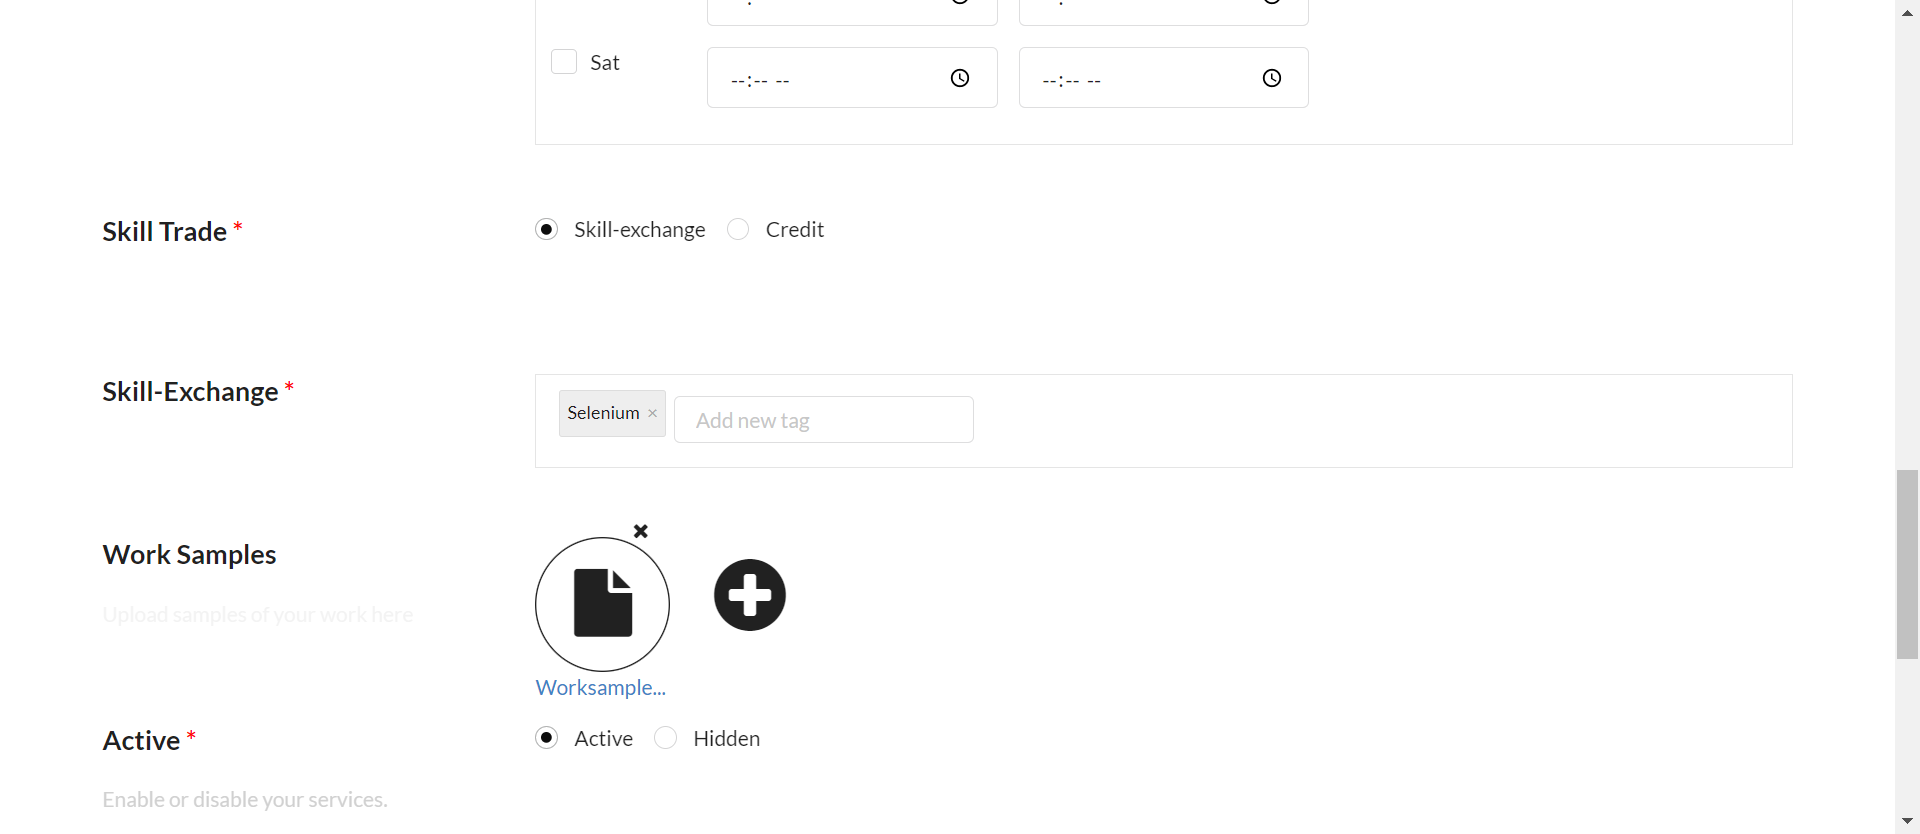 Sat --:-- -- --:-- --
Skill Trade * Skill-exchange Credit
Skill-Exchange * Selenium × Add new tag
Work Samples
Upload samples of your work here
Worksample...
Active * Active Hidden
Enable or disable your services.